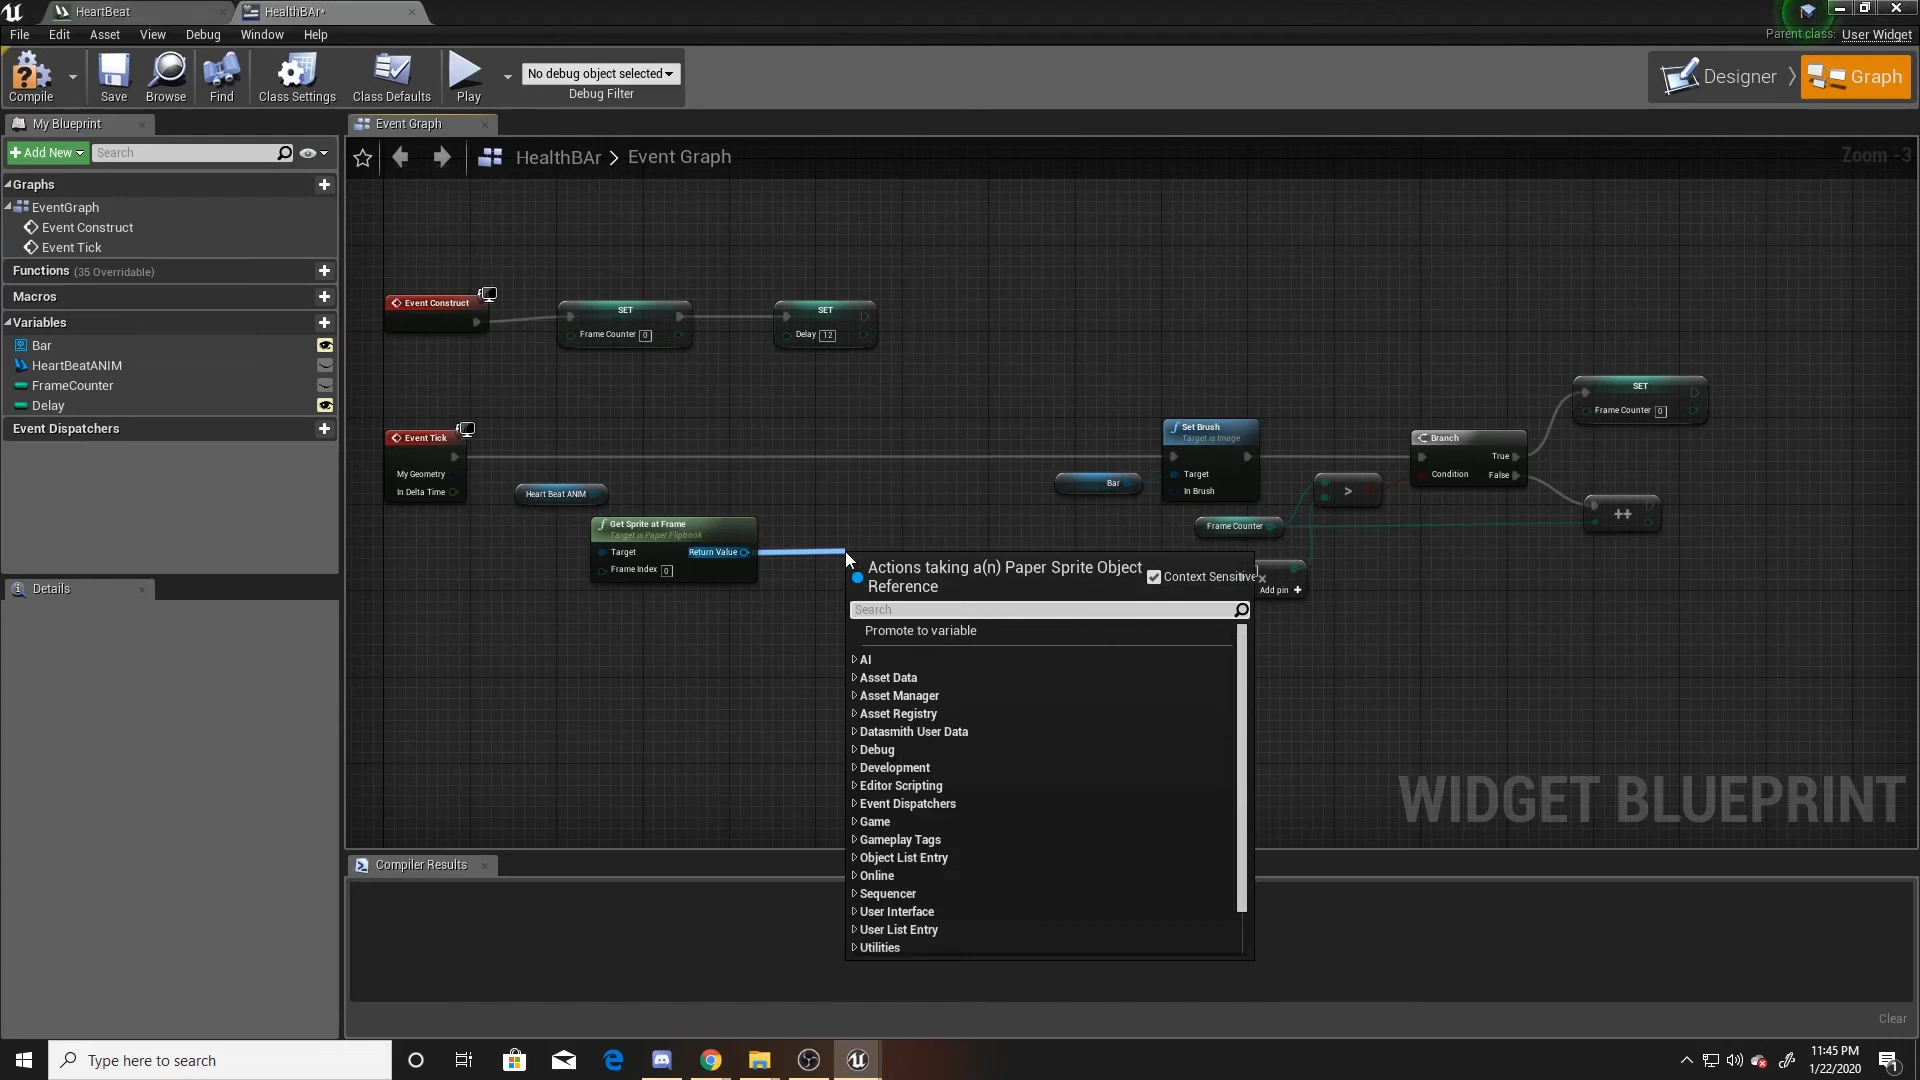 HeartBeat
HealthBAr*
File Edit Asset View Debug Window Help
Parent class: User Widget
Compile
Save
Browse
Find
Class Settings
Class Defaults
Play
No debug object selected
Debug Filter
Designer
Graph
My Blueprint
Event Graph
Add New
Search
HealthBAr > Event Graph
Zoom -3
Graphs
EventGraph
Event Construct
Event Tick
Functions (35 Overridable)
Macros
Variables
Bar
HeartBeatANIM
FrameCounter
Delay
Event Dispatchers
Details
Event Construct
SET
Frame Counter 0
SET
Delay 12
Event Tick
My Geometry
In Delta Time
Heart Beat ANIM
Get Sprite at Frame
Target is Paper Flipbook
Target
Return Value
Frame Index 0
Bar
Set Brush
Target is Image
Target
In Brush
Frame Counter
>
Branch
True
Condition
False
SET
Frame Counter 0
++
Add pin +
Actions taking a(n) Paper Sprite Object
Reference
Context Sensitive
Search
Promote to variable
AI
Asset Data
Asset Manager
Asset Registry
Datasmith User Data
Debug
Development
Editor Scripting
Event Dispatchers
Game
Gameplay Tags
Object List Entry
Online
Sequencer
User Interface
User List Entry
Utilities
WIDGET BLUEPRINT
Compiler Results
Clear
Type here to search
11:45 PM
1/22/2020
1